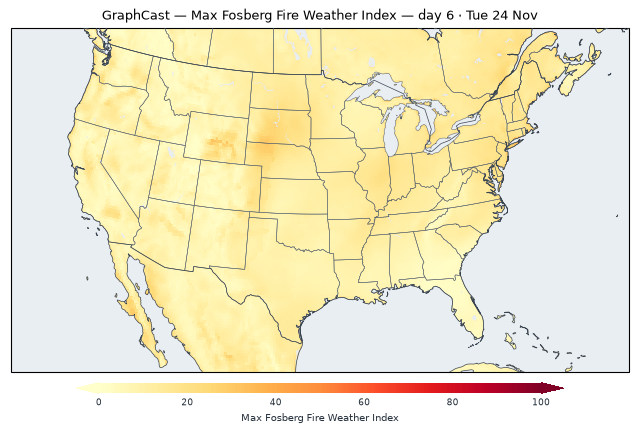 GraphCast — Max Fosberg Fire Weather Index — day 6 · Tue 24 Nov
0 20 40 60 80 100
Max Fosberg Fire Weather Index